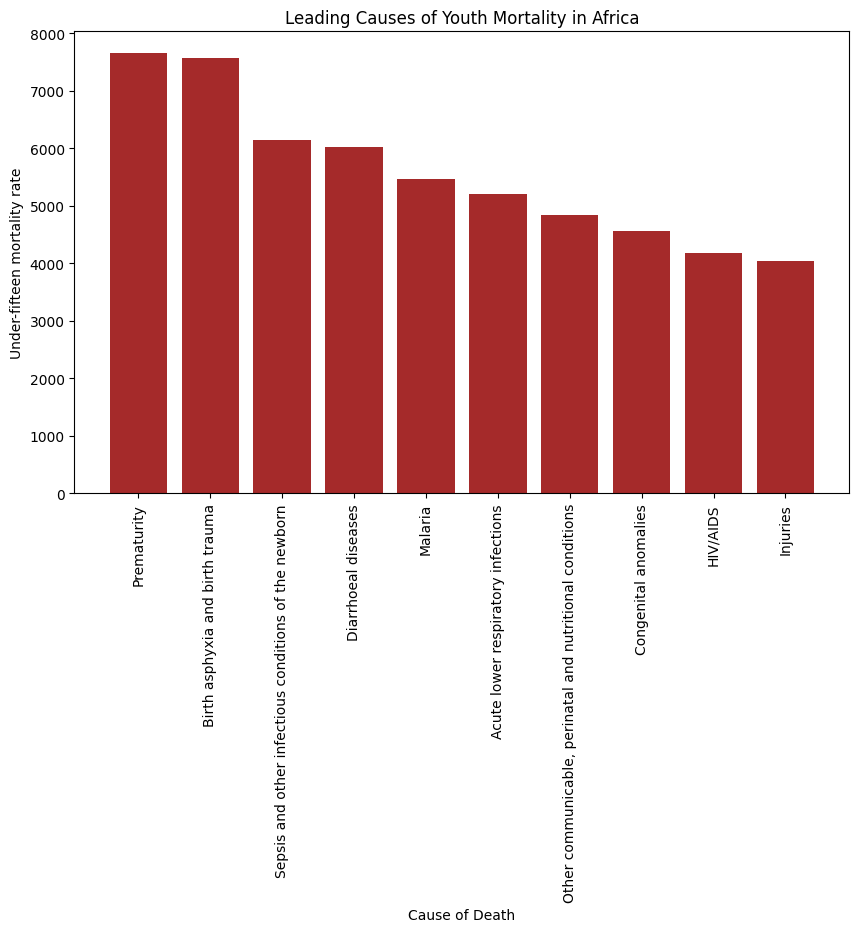 Leading Causes of Youth Mortality in Africa
Under-fifteen mortality rate
8000
7000
6000
5000
4000
3000
2000
1000
0
Prematurity
Birth asphyxia and birth trauma
Sepsis and other infectious conditions of the newborn
Diarrhoeal diseases
Malaria
Acute lower respiratory infections
Other communicable, perinatal and nutritional conditions
Congenital anomalies
HIV/AIDS
Injuries
Cause of Death